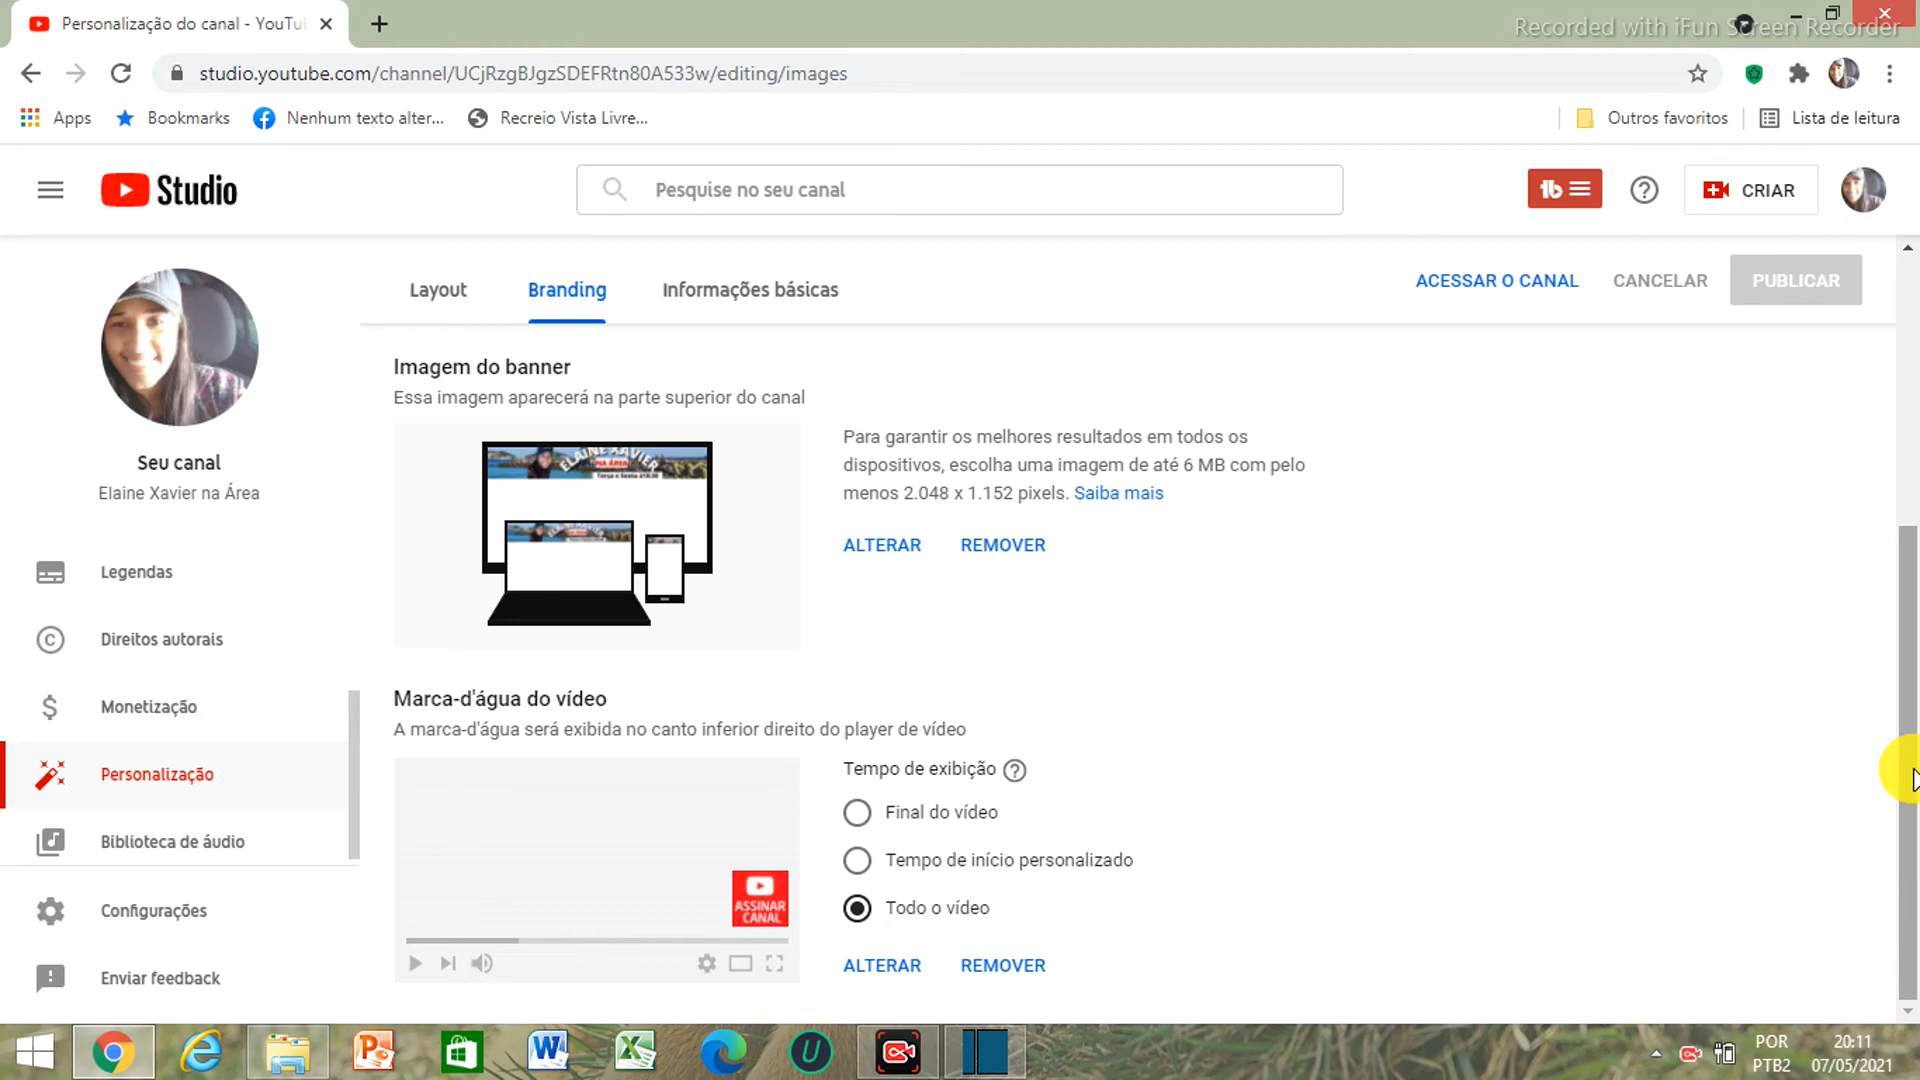 Personalização do canal - YouTu
Recorded with iFun Screen Recorder
studio.youtube.com/channel/UCjRzgBJgzSDEFRtn80A533w/editing/images
Apps
Bookmarks
Nenhum texto alter...
Recreio Vista Livre...
Outros favoritos
Lista de leitura
Studio
Pesquise no seu canal
CRIAR
Layout
Branding
Informações básicas
ACESSAR O CANAL
CANCELAR
PUBLICAR
Seu canal
Elaine Xavier na Área
Legendas
Direitos autorais
Monetização
Personalização
Biblioteca de áudio
Configurações
Enviar feedback
Imagem do banner
Essa imagem aparecerá na parte superior do canal
ELAINE XAVIER
NA ÁREA
Para garantir os melhores resultados em todos os
dispositivos, escolha uma imagem de até 6 MB com pelo
menos 2.048 x 1.152 pixels. Saiba mais
ALTERAR
REMOVER
Marca-d'água do vídeo
A marca-d'água será exibida no canto inferior direito do player de vídeo
ASSINAR
CANAL
Tempo de exibição
Final do vídeo
Tempo de início personalizado
Todo o vídeo
ALTERAR
REMOVER
POR
PTB2
20:11
07/05/2021